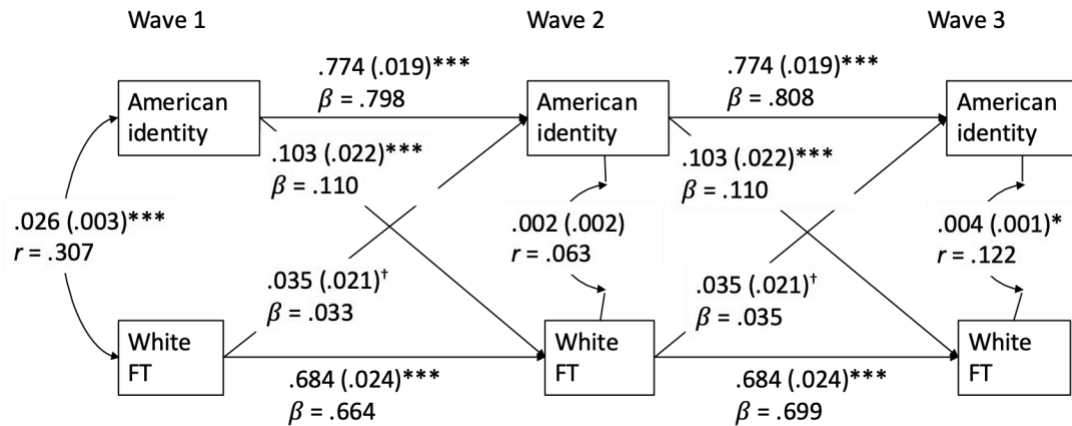 Wave 1
Wave 2
Wave 3
.774 (.019)***
β = .798
.774 (.019)***
β = .808
American
identity
American
identity
American
identity
.103 (.022)***
β = .110
.103 (.022)***
β = .110
.026 (.003)***
r = .307
.002 (.002)
r = .063
.004 (.001)*
r = .122
.035 (.021)†
β = .033
.035 (.021)†
β = .035
White
FT
White
FT
White
FT
.684 (.024)***
β = .664
.684 (.024)***
β = .699